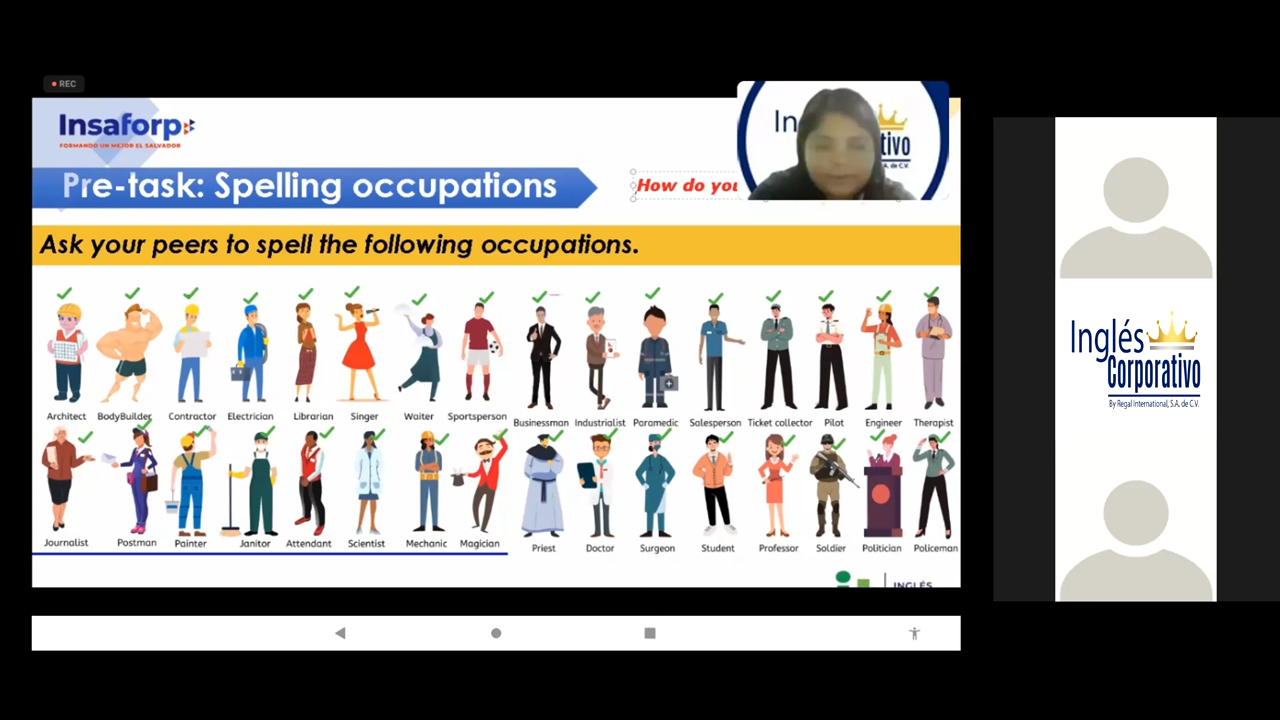 REC
Insaforp
FORMANDO UN MEJOR EL SALVADOR
Pre-task: Spelling occupations
How do you
In
tivo
A. de C.V.
Ask your peers to spell the following occupations.
Architect BodyBuilder Contractor Electrician Librarian Singer Waiter Sportsperson Businessman Industrialist Paramedic Salesperson Ticket collector Pilot Engineer Therapist
Journalist Postman Painter Janitor Attendant Scientist Mechanic Magician Priest Doctor Surgeon Student Professor Soldier Politician Policeman
INGLÉS
Inglés
Corporativo
By Regal International, S.A. de C.V.